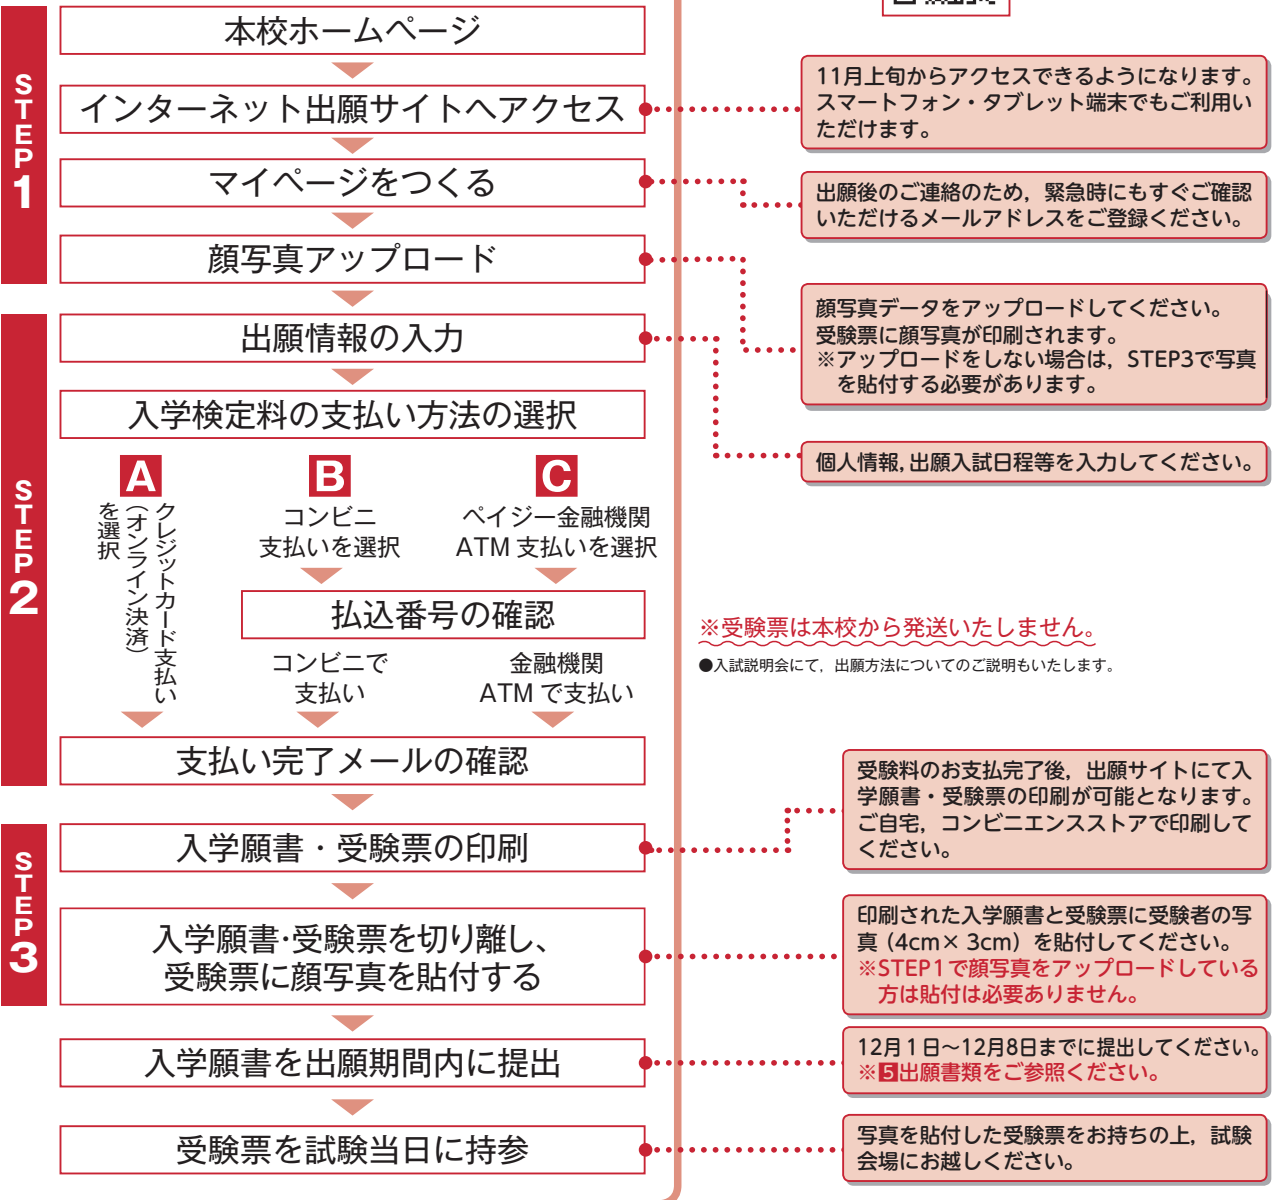 STEP1
本校ホームページ
インターネット出願サイトへアクセス
11月上旬からアクセスできるようになります。
スマートフォン・タブレット端末でもご利用い
ただけます。
マイページをつくる
出願後のご連絡のため，緊急時にもすぐご確認
いただけるメールアドレスをご登録ください。
顔写真アップロード
顔写真データをアップロードしてください。
受験票に顔写真が印刷されます。
※アップロードをしない場合は，STEP3で写真
を貼付する必要があります。
STEP2
出願情報の入力
個人情報，出願入試日程等を入力してください。
入学検定料の支払い方法の選択
A
クレジットカード支払い
（オンライン決済）
を選択
B
コンビニ
支払いを選択
C
ペイジー金融機関
ATM 支払いを選択
払込番号の確認
コンビニで
支払い
金融機関
ATM で支払い
※受験票は本校から発送いたしません。
●入試説明会にて，出願方法についてのご説明もいたします。
支払い完了メールの確認
STEP3
入学願書・受験票の印刷
受験料のお支払完了後，出願サイトにて入
学願書・受験票の印刷が可能となります。
ご自宅，コンビニエンスストアで印刷して
ください。
入学願書・受験票を切り離し、
受験票に顔写真を貼付する
印刷された入学願書と受験票に受験者の写
真（4cm× 3cm）を貼付してください。
※STEP1で顔写真をアップロードしている
方は貼付は必要ありません。
入学願書を出願期間内に提出
12月1日～12月8日までに提出してください。
※5出願書類をご参照ください。
受験票を試験当日に持参
写真を貼付した受験票をお持ちの上，試験
会場にお越しください。